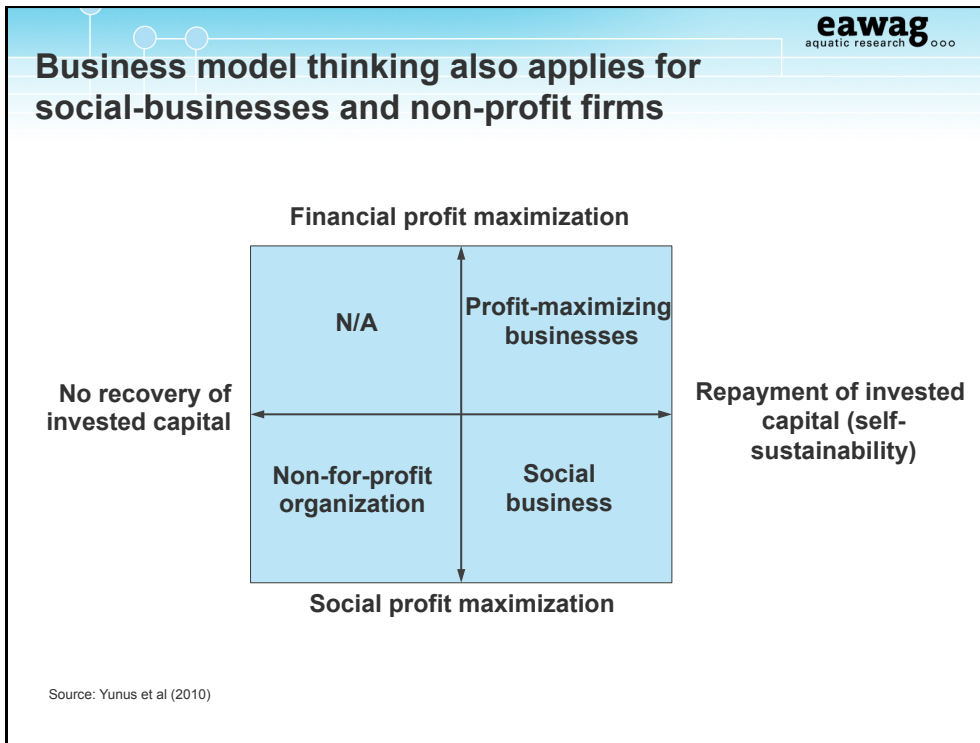 eawag
aquatic research
Business model thinking also applies for
social-businesses and non-profit firms
Financial profit maximization
N/A
Profit-maximizing
businesses
No recovery of
invested capital
Repayment of invested
capital (self-
sustainability)
Non-for-profit
organization
Social
business
Social profit maximization
Source: Yunus et al (2010)